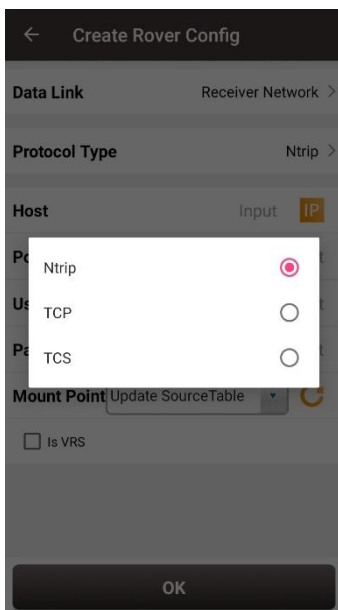 Create Rover Config
Data Link Receiver Network
Protocol Type Ntrip
Host Input IP
Ntrip
TCP
TCS
Mount Point Update SourceTable
Is VRS
OK